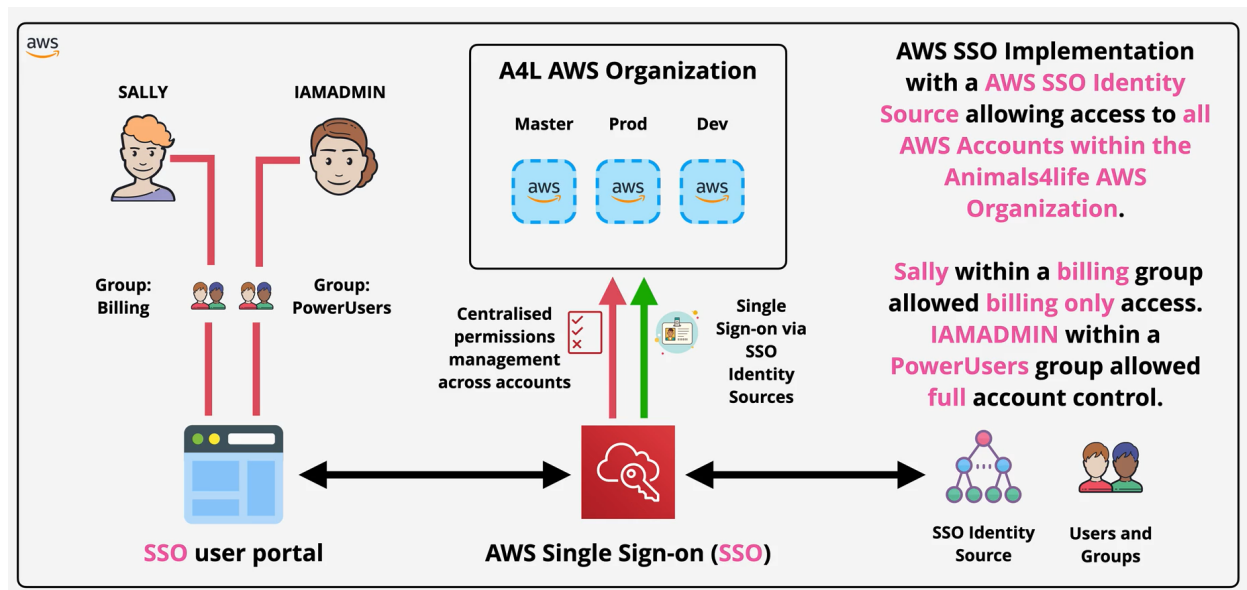 aws
SALLY
IAMADMIN
Group:
Billing
Group:
PowerUsers
SSO user portal
A4L AWS Organization
Master
Prod
Dev
aws
aws
aws
Centralised
permissions
management
across accounts
Single
Sign-on via
SSO
Identity
Sources
AWS Single Sign-on (SSO)
AWS SSO Implementation
with a AWS SSO Identity
Source allowing access to all
AWS Accounts within the
Animals4life AWS
Organization.
Sally within a billing group
allowed billing only access.
IAMADMIN within a
PowerUsers group allowed
full account control.
SSO Identity
Source
Users and
Groups